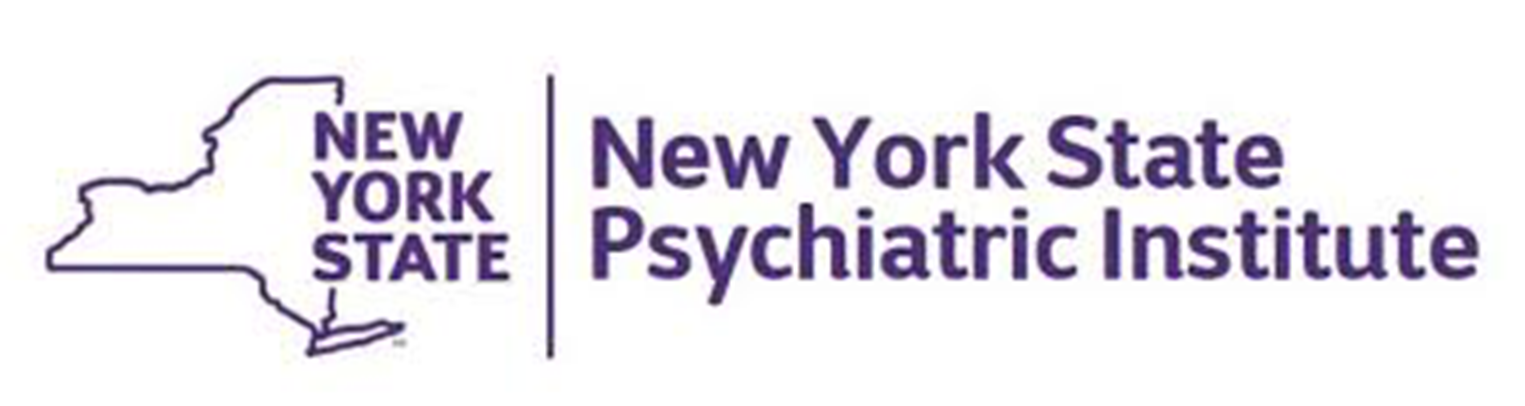 NEW
YORK
STATE
New York State
Psychiatric Institute